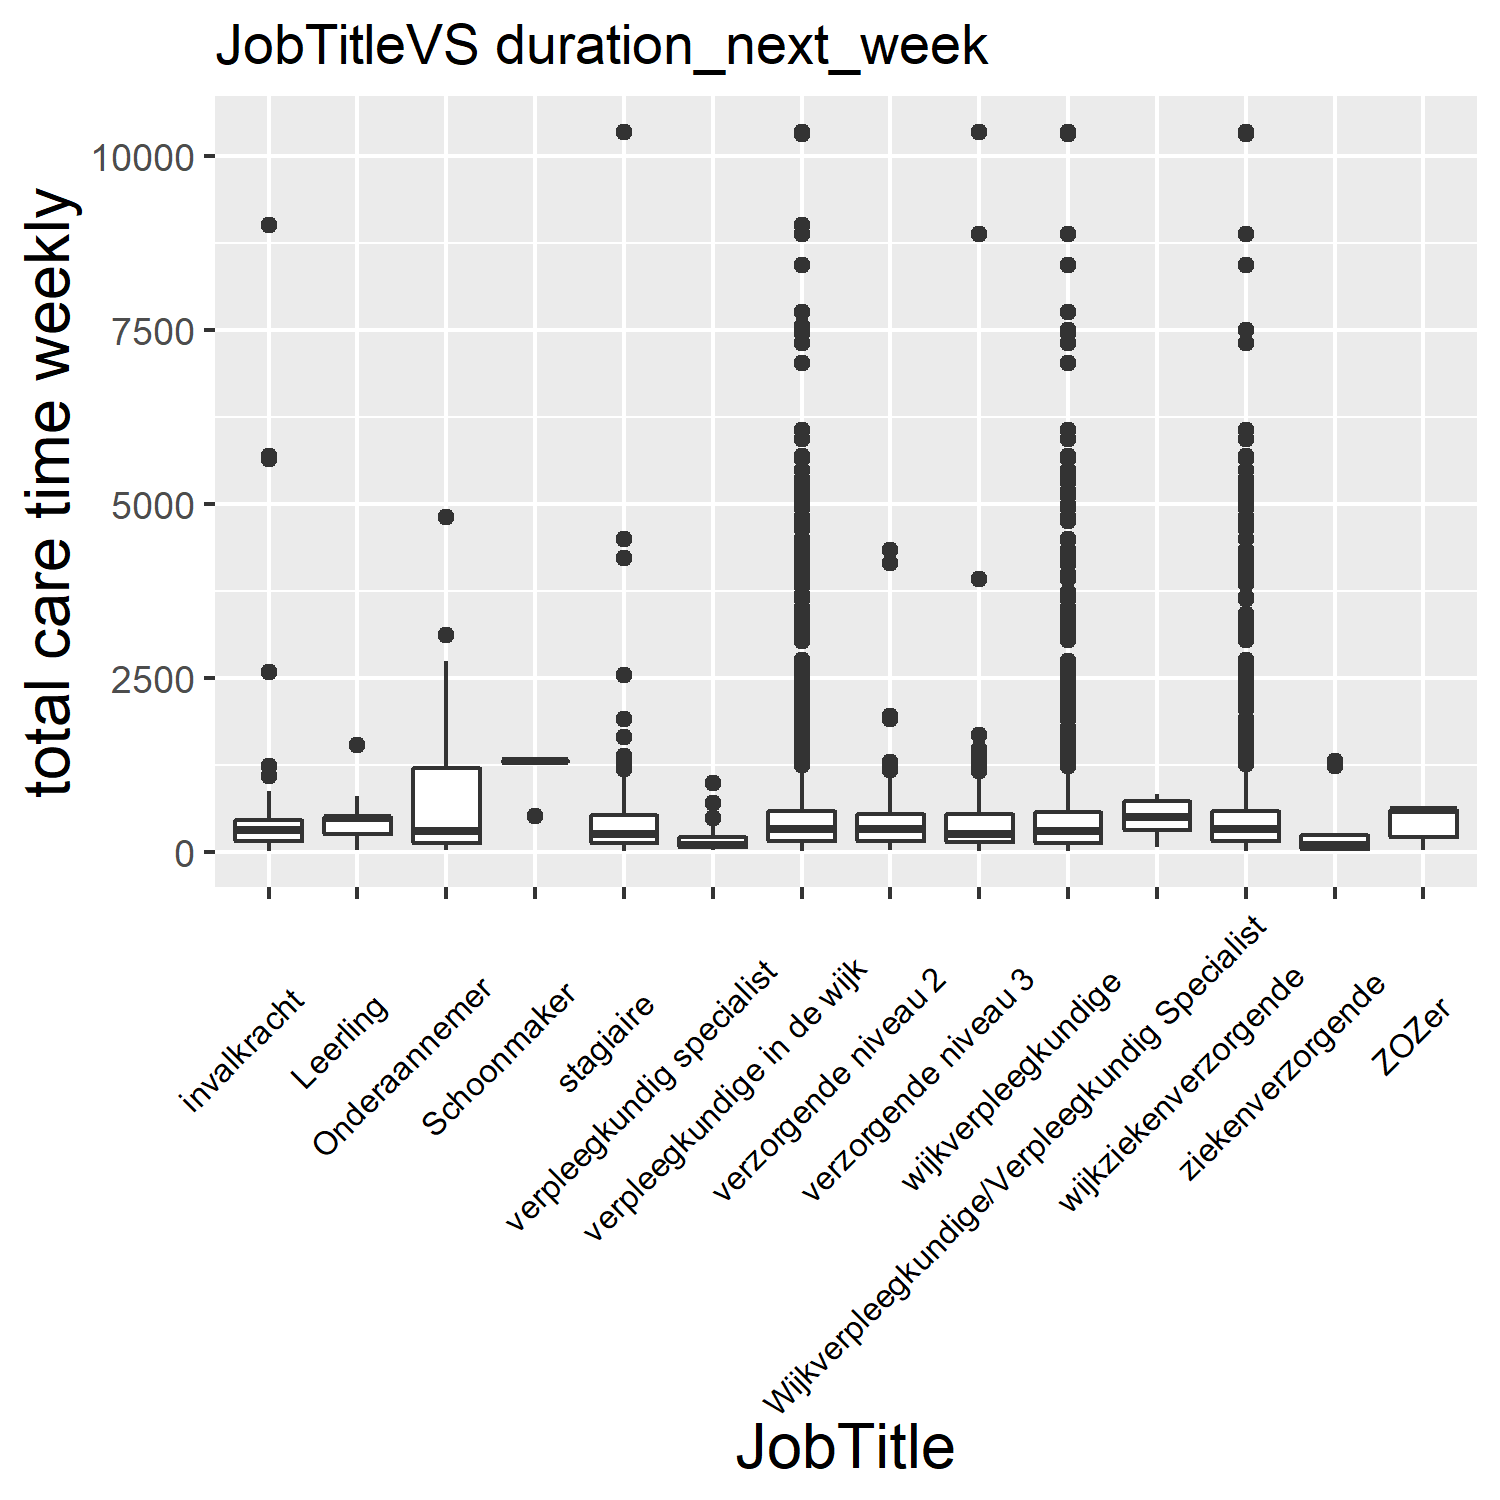 JobTitleVS duration_next_week
total care time weekly
10000
7500
5000
2500
0
invalkracht
Leerling
Onderaannemer
Schoonmaker
stagiaire
verpleegkundig specialist
verpleegkundige in de wijk
verzorgende niveau 2
verzorgende niveau 3
wijkverpleegkundige
Wijkverpleegkundige/Verpleegkundig Specialist
wijkziekenverzorgende
ziekenverzorgende
ZOZer
JobTitle